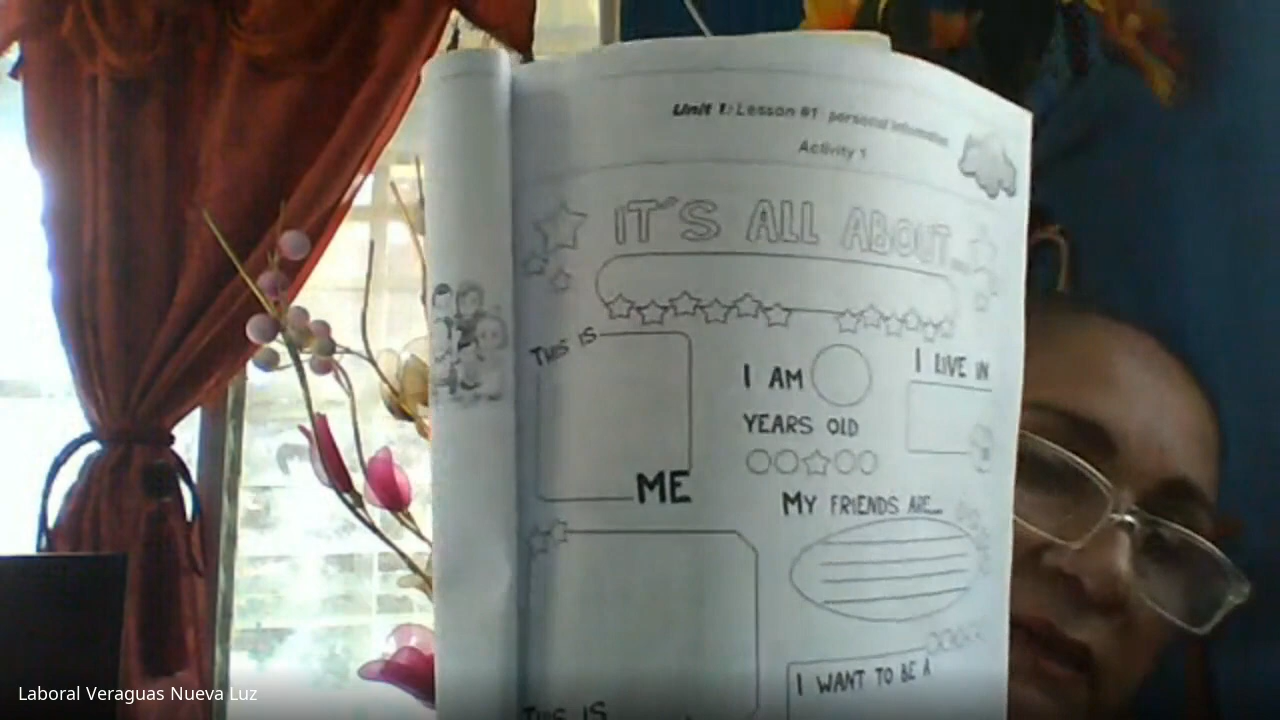 Unit 1: Lesson #1 personal information
Activity 1
IT'S ALL ABOUT...
THIS IS
ME
I AM
YEARS OLD
I LIVE IN
MY FRIENDS ARE...
I WANT TO BE A
THIS IS
Laboral Veraguas Nueva Luz